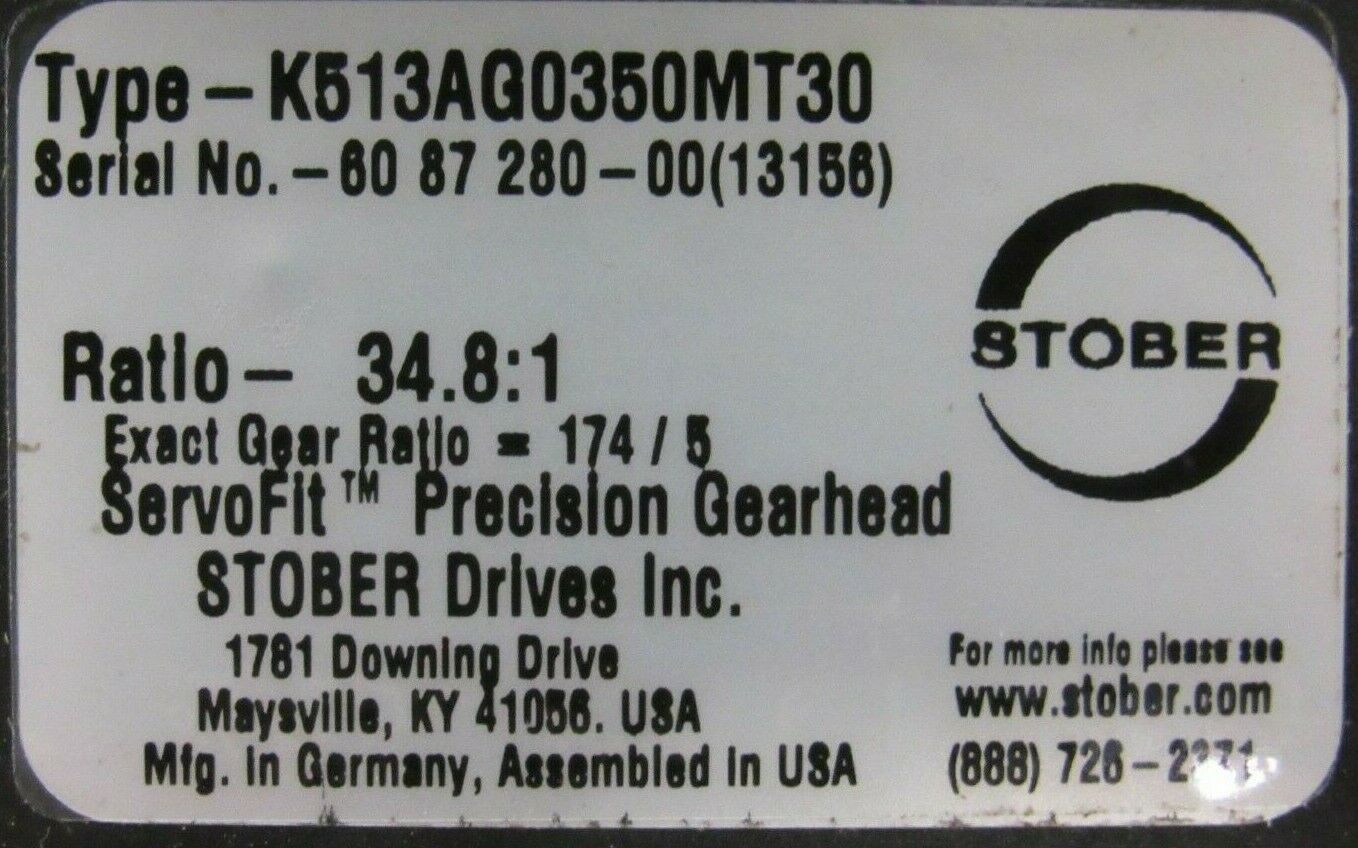 Type - K513AG0350MT30
Serial No. - 60 87 280 - 00(13156)
STOBER
Ratio - 34.8:1
Exact Gear Ratio = 174 / 5
ServoFit™ Precision Gearhead
STOBER Drives Inc.
1781 Downing Drive
Maysville, KY 41056. USA
Mfg. in Germany, Assembled in USA
For more info please see
www.stober.com
(888) 726 -